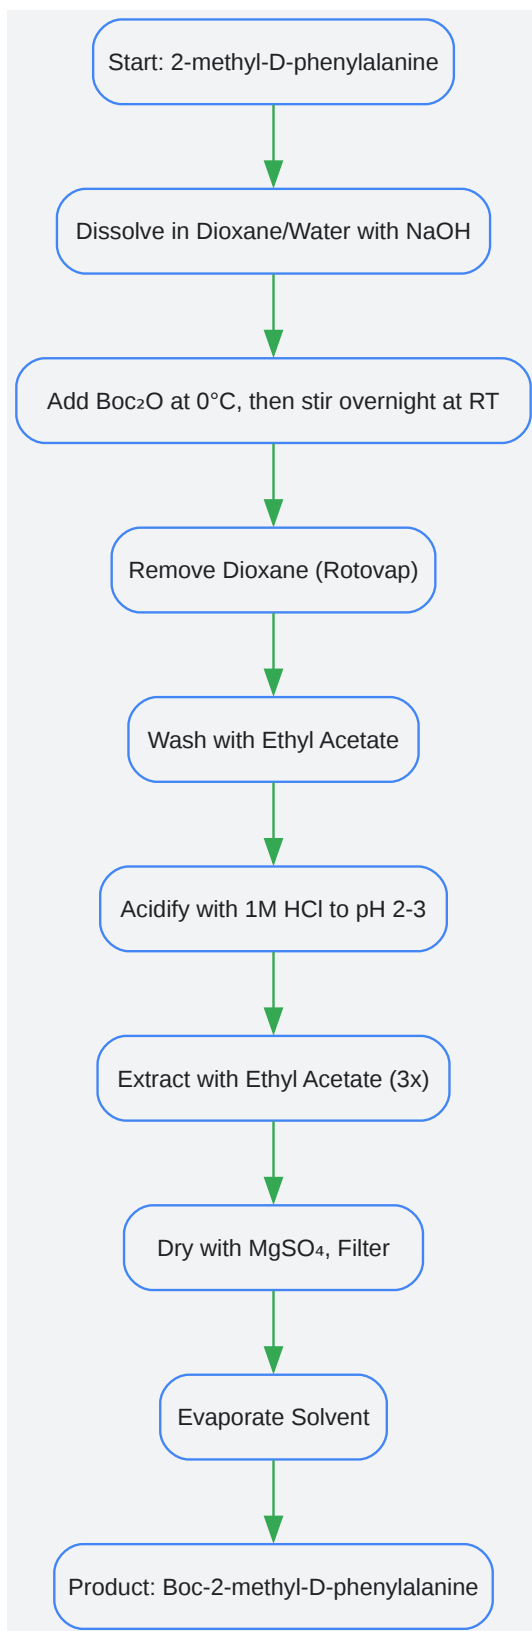 Start: 2-methyl-D-phenylalanine
Dissolve in Dioxane/Water with NaOH
Add Boc₂O at 0°C, then stir overnight at RT
Remove Dioxane (Rotovap)
Wash with Ethyl Acetate
Acidify with 1M HCl to pH 2-3
Extract with Ethyl Acetate (3x)
Dry with MgSO₄, Filter
Evaporate Solvent
Product: Boc-2-methyl-D-phenylalanine